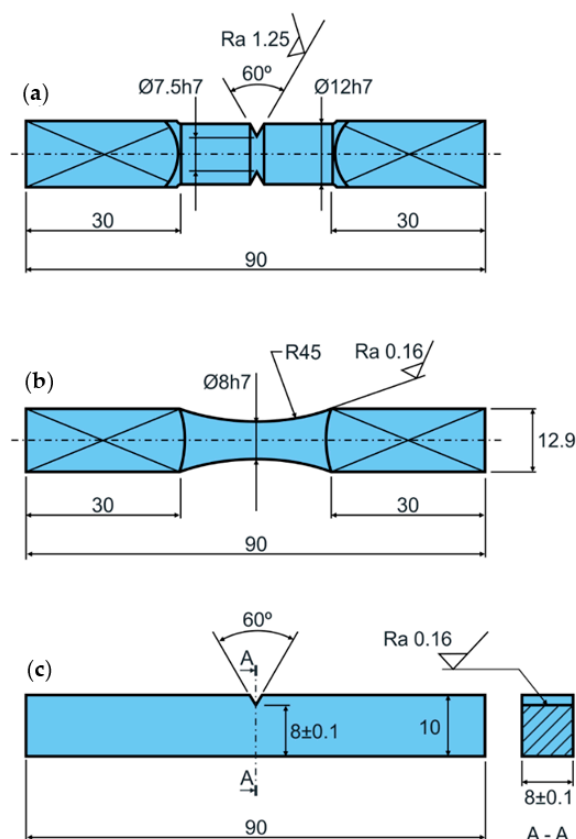 Ra 1.25
60º
(a)
Ø7.5h7
Ø12h7
30
30
90
R45
Ra 0.16
(b)
Ø8h7
12.9
30
30
90
60º
Ra 0.16
(c)
A
8±0.1
10
A
8±0.1
90
A - A